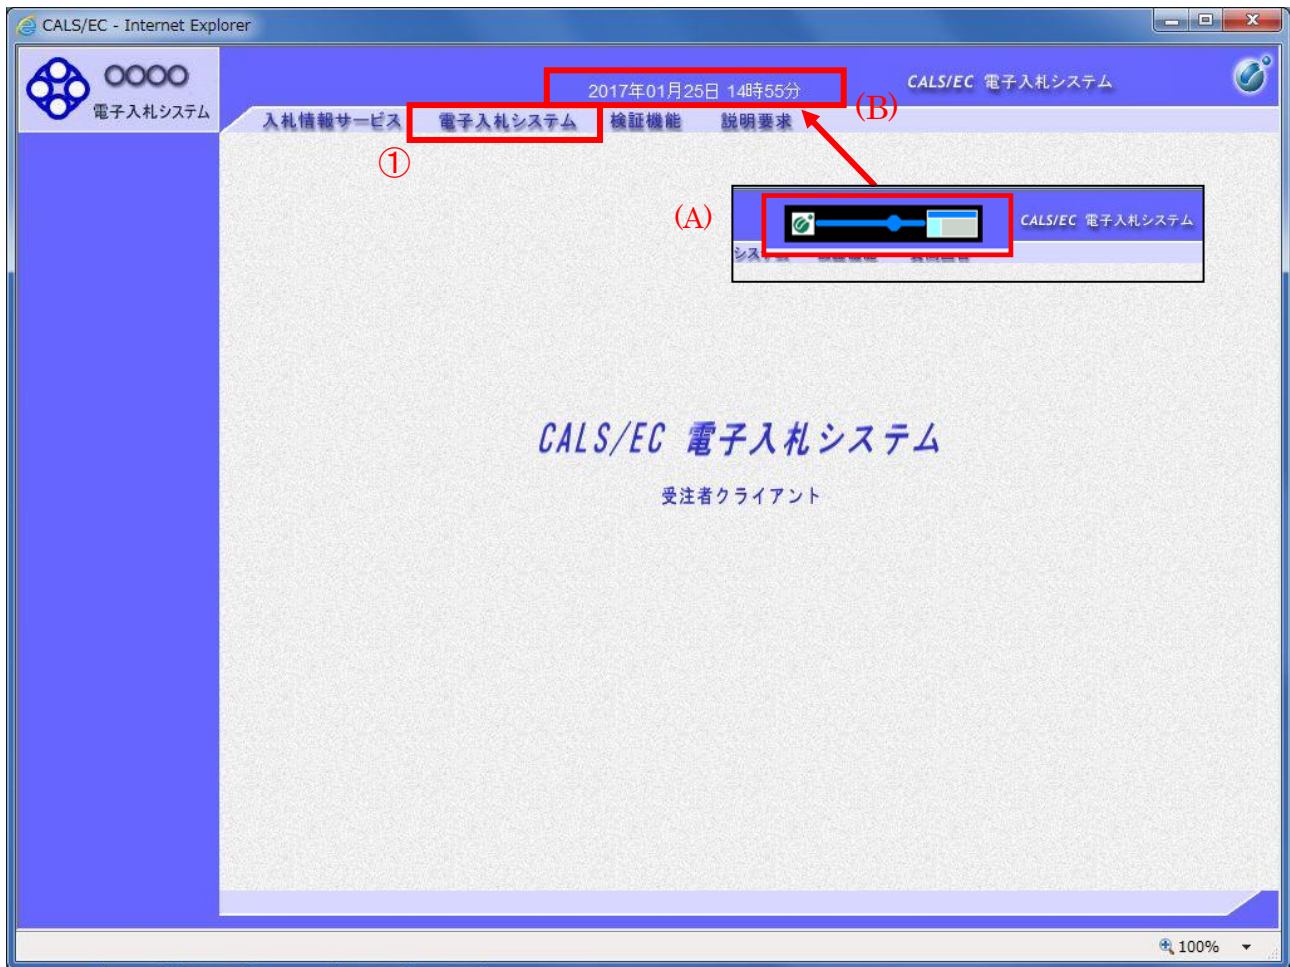 CALS/EC - Internet Explorer
○○○○
電子入札システム
2017年01月25日 14時55分
CALS/EC 電子入札システム
(B)
入札情報サービス 電子入札システム 検証機能 説明要求
①
(A)
CALS/EC 電子入札システム
シス
CALS/EC 電子入札システム
受注者クライアント
100%